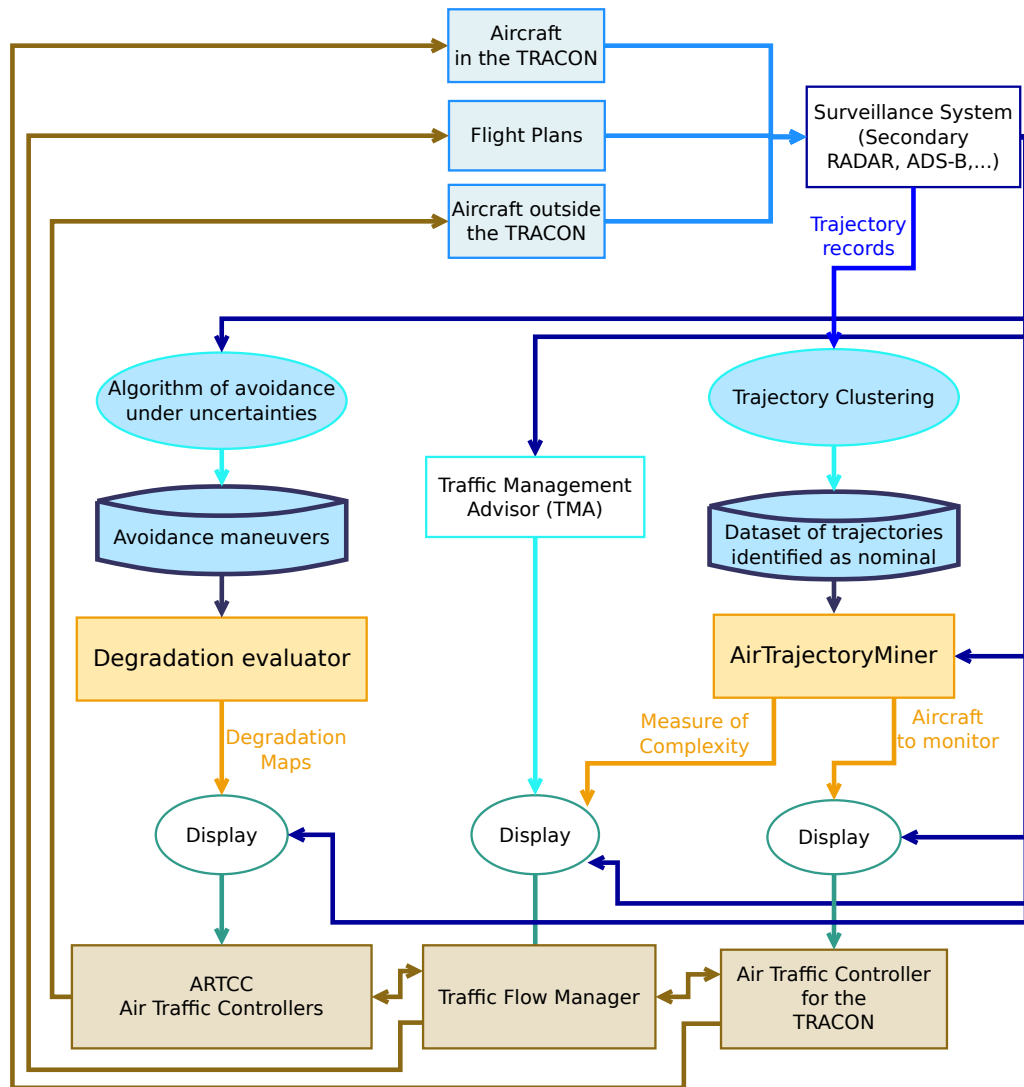 Aircraft
in the TRACON
Flight Plans
Aircraft outside
the TRACON
Surveillance System
(Secondary
RADAR, ADS-B,...)
Trajectory
records
Algorithm of avoidance
under uncertainties
Trajectory Clustering
Traffic Management
Advisor (TMA)
Avoidance maneuvers
Dataset of trajectories
identified as nominal
Degradation evaluator
AirTrajectoryMiner
Degradation
Maps
Measure of
Complexity
Aircraft
to monitor
Display
Display
Display
ARTCC
Air Traffic Controllers
Traffic Flow Manager
Air Traffic Controller
for the
TRACON